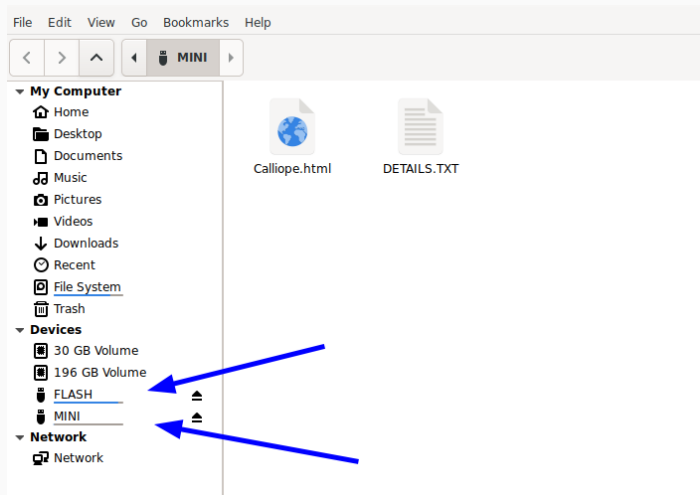 File Edit View Go Bookmarks Help
MINI
My Computer
Home
Desktop
Documents
Music
Pictures
Videos
Downloads
Recent
File System
Trash
Devices
30 GB Volume
196 GB Volume
FLASH
MINI
Network
Network
Calliope.html
DETAILS.TXT